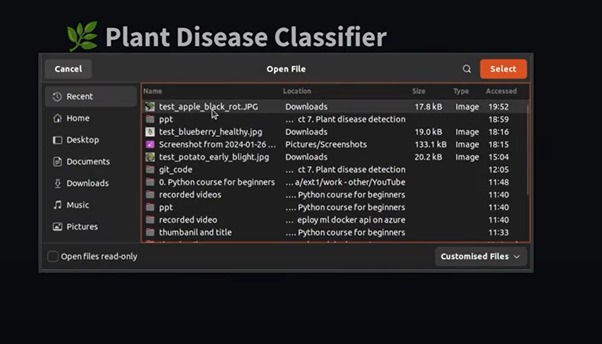 Plant Disease Classifier
Cancel Open File Select
Name Location Size Type Accessed
Recent
Home
Desktop
Documents
Downloads
Music
Pictures
test_apple_black_rot.JPG Downloads 17.8 kB Image 19:52
ppt ... ct 7. Plant disease detection 18:59
test_blueberry_healthy.jpg Downloads 19.0 kB Image 18:16
Screenshot from 2024-01-26 ... Pictures/Screenshots 133.1 kB Image 18:15
test_potato_early_blight.jpg Downloads 20.2 kB Image 15:04
git_code ... ct 7. Plant disease detection 12:05
0. Python course for beginners ... a/ext1/work - other/YouTube 11:48
recorded videos .... Python course for beginners 11:40
ppt .... Python course for beginners 11:40
recorded video ... eploy ml docker api on azure 11:40
thumbanil and title .... Python course for beginners 11:33
Open files read-only Customised Files